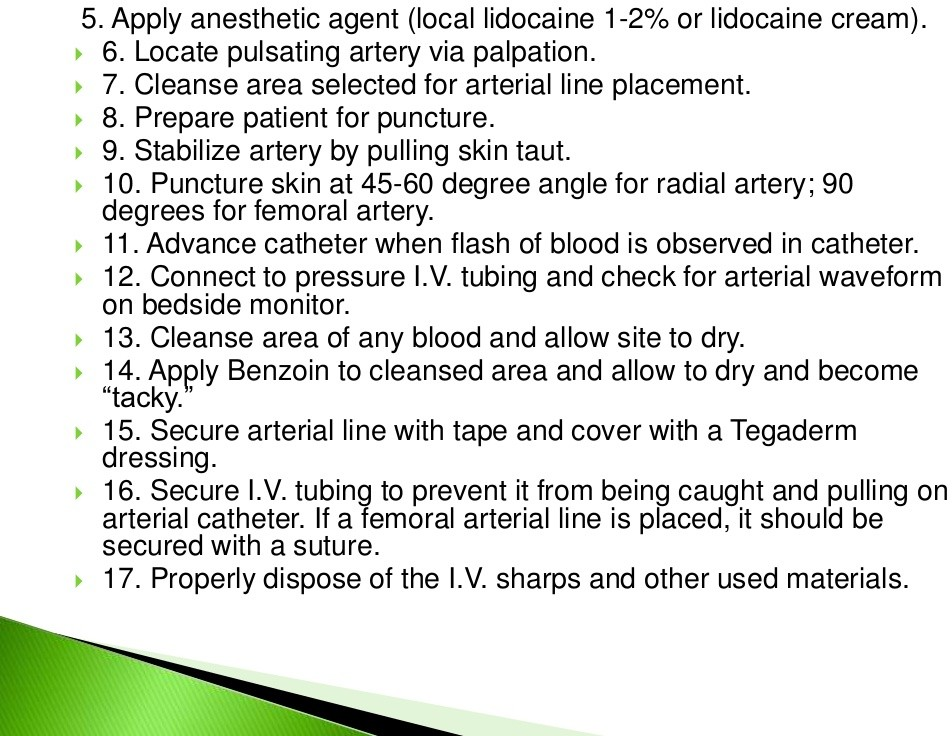 5. Apply anesthetic agent (local lidocaine 1-2% or lidocaine cream).
6. Locate pulsating artery via palpation.
7. Cleanse area selected for arterial line placement.
8. Prepare patient for puncture.
9. Stabilize artery by pulling skin taut.
10. Puncture skin at 45-60 degree angle for radial artery; 90
degrees for femoral artery.
11. Advance catheter when flash of blood is observed in catheter.
12. Connect to pressure I.V. tubing and check for arterial waveform
on bedside monitor.
13. Cleanse area of any blood and allow site to dry.
14. Apply Benzoin to cleansed area and allow to dry and become
“tacky.”
15. Secure arterial line with tape and cover with a Tegaderm
dressing.
16. Secure I.V. tubing to prevent it from being caught and pulling on
arterial catheter. If a femoral arterial line is placed, it should be
secured with a suture.
17. Properly dispose of the I.V. sharps and other used materials.